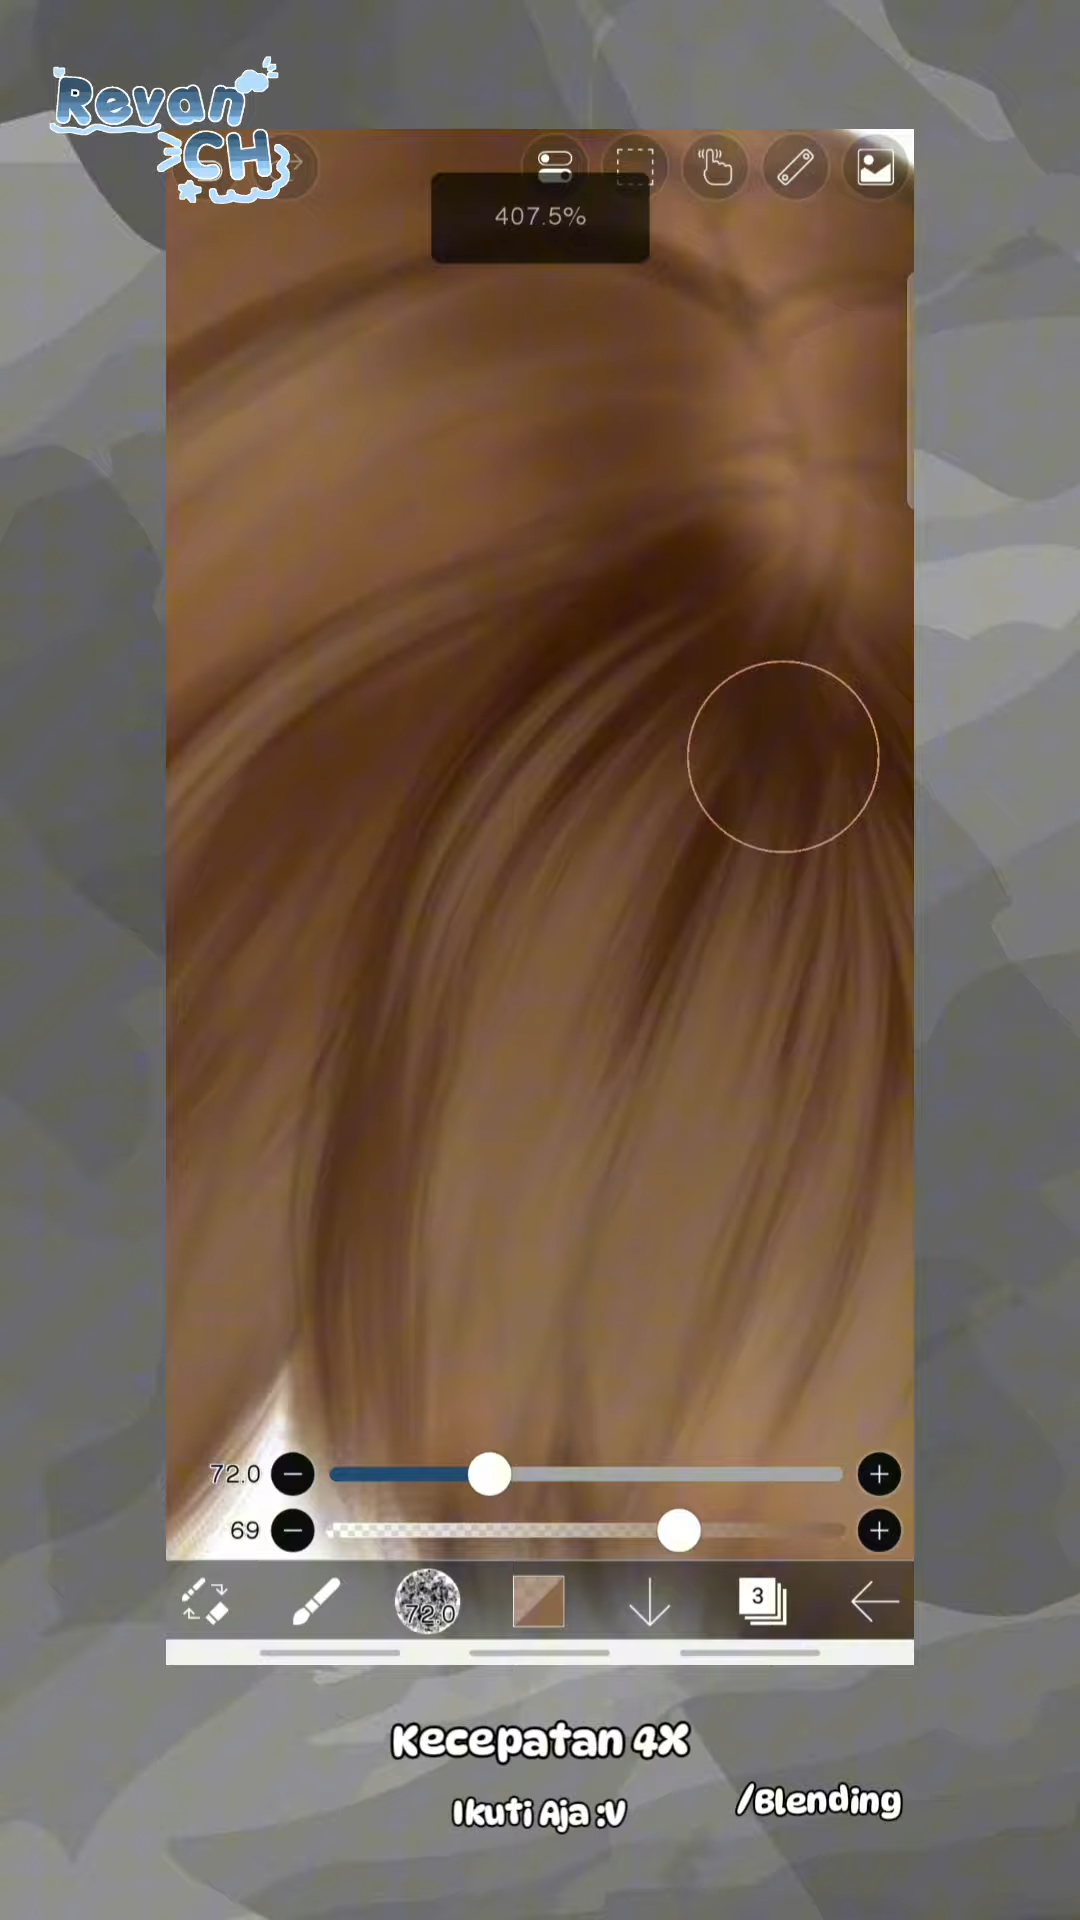 Revan
CH
407.5%
72.0
69
72.0
3
Kecepatan 4X
Ikuti Aja :V
/Blending